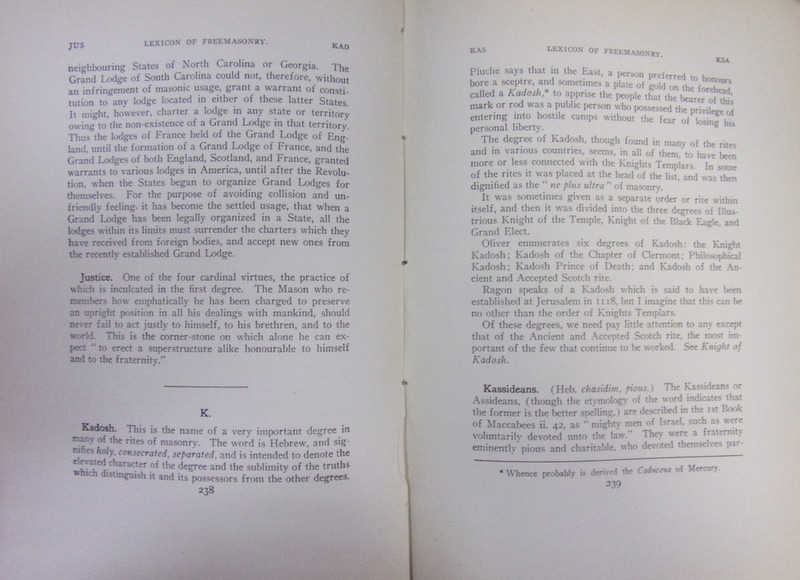 JUS LEXICON OF FREEMASONRY. KAD
neighbouring States of North Carolina or Georgia. The
Grand Lodge of South Carolina could not, therefore, without
an infringement of masonic usage, grant a warrant of consti-
tution to any lodge located in either of these latter States.
It might, however, charter a lodge in any state or territory
owing to the non-existence of a Grand Lodge in that territory.
Thus the lodges of France held of the Grand Lodge of Eng-
land, until the formation of a Grand Lodge of France, and the
Grand Lodges of both England, Scotland, and France, granted
warrants to various lodges in America, until after the Revolu-
tion, when the States began to organize Grand Lodges for
themselves. For the purpose of avoiding collision and un-
friendly feeling, it has become the settled usage, that when a
Grand Lodge has been legally organized in a State, all the
lodges within its limits must surrender the charters which they
have received from foreign bodies, and accept new ones from
the recently established Grand Lodge.
Justice. One of the four cardinal virtues, the practice of
which is inculcated in the first degree. The Mason who re-
members how emphatically he has been charged to preserve
an upright position in all his dealings with mankind, should
never fail to act justly to himself, to his brethren, and to the
world. This is the corner-stone on which alone he can ex-
pect "to erect a superstructure alike honourable to himself
and to the fraternity."
K.
Kadosh. This is the name of a very important degree in
many of the rites of masonry. The word is Hebrew, and sig-
nifies holy, consecrated, separated, and is intended to denote the
elevated character of the degree and the sublimity of the truths
which distinguish it and its possessors from the other degrees.
238
KAS LEXICON OF FREEMASONRY. KSA
Pluche says that in the East, a person preferred to honours
bore a sceptre, and sometimes a plate of gold on the forehead,
called a Kadosh,* to apprise the people that the bearer of this
mark or rod was a public person who possessed the privilege of
entering into hostile camps without the fear of losing his
personal liberty.
The degree of Kadosh, though found in many of the rites
and in various countries, seems, in all of them, to have been
more or less connected with the Knights Templars. In some
of the rites it was placed at the head of the list, and was then
dignified as the "ne plus ultra" of masonry.
It was sometimes given as a separate order or rite within
itself, and then it was divided into the three degrees of Illus-
trious Knight of the Temple, Knight of the Black Eagle, and
Grand Elect.
Oliver enumerates six degrees of Kadosh: the Knight
Kadosh; Kadosh of the Chapter of Clermont; Philosophical
Kadosh; Kadosh Prince of Death; and Kadosh of the An-
cient and Accepted Scotch rite.
Ragon speaks of a Kadosh which is said to have been
established at Jerusalem in 1118, but I imagine that this can be
no other than the order of Knights Templars.
Of these degrees, we need pay little attention to any except
that of the Ancient and Accepted Scotch rite, the most im-
portant of the few that continue to be worked. See Knight of
Kadosh.
Kassideans. (Heb. chasidim, pious.) The Kassideans or
Assideans, (though the etymology of the word indicates that
the former is the better spelling,) are described in the 1st Book
of Maccabees ii. 42, as "mighty men of Israel, such as were
voluntarily devoted unto the law." They were a fraternity
eminently pious and charitable, who devoted themselves par-
* Whence probably is derived the Caduceus of Mercury.
239